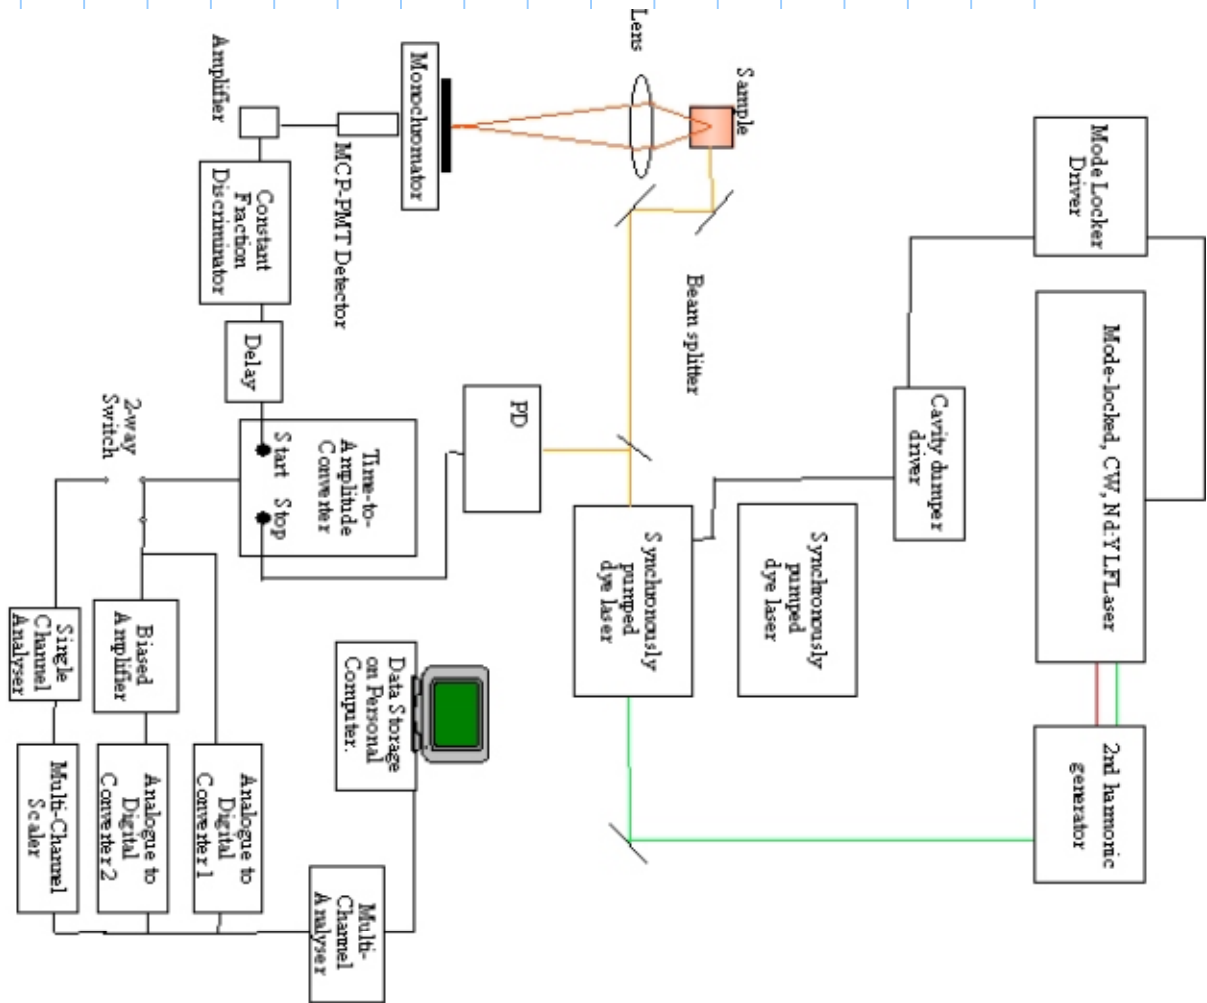 Mode Locker
Driver
Mode-locked, CW, Nd:YLFLaser
2nd harmonic
generator
Cavity dumper
driver
Synchronously
pumped
dye laser
Synchronously
pumped
dye laser
Sample
Beam splitter
Lens
PD
Monochromator
MCP-PMT Detector
Amplifier
Constant
Fraction
Discriminator
Delay
Time-to-
Amplitude
Converter
Start
Stop
2-way
Switch
Data Storage
on Personal
Computer.
Biased
Amplifier
Single
Channel
Analyser
Analogue to
Digital
Converter 1
Analogue to
Digital
Converter 2
Multi-Channel
Scaler
Multi-
Channel
Analyser